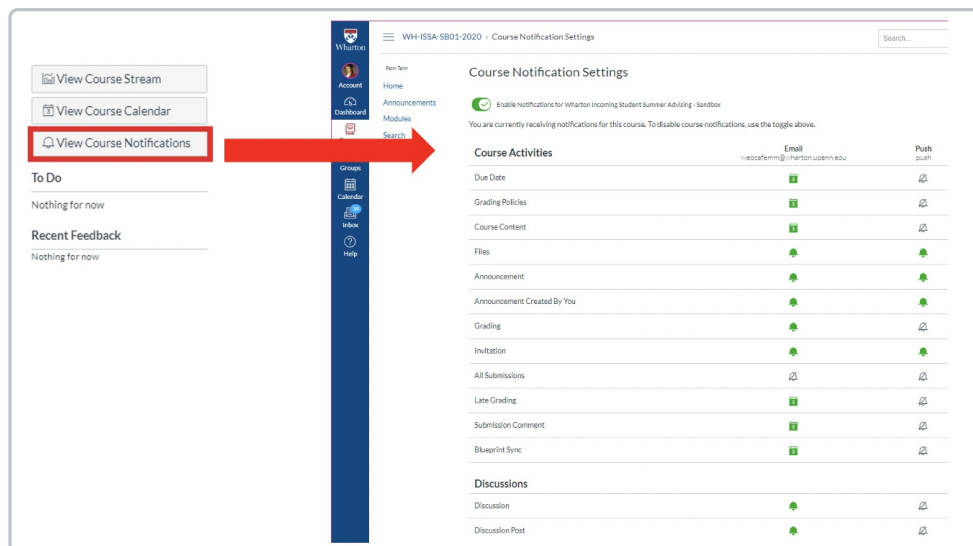 View Course Stream
View Course Calendar
View Course Notifications
To Do
Nothing for now
Recent Feedback
Nothing for now
Wharton
Account
Dashboard
Groups
Calendar
Inbox
Help
WH-ISSA-SB01-2020 › Course Notification Settings
Search...
Penn Term
Home
Announcements
Modules
Search
Course Notification Settings
Enable Notifications for Wharton Incoming Student Summer Advising - Sandbox
You are currently receiving notifications for this course. To disable course notifications, use the toggle above.
Course Activities Email Push
webcafemm@wharton.upenn.edu push
Due Date
Grading Policies
Course Content
Files
Announcement
Announcement Created By You
Grading
Invitation
All Submissions
Late Grading
Submission Comment
Blueprint Sync
Discussions
Discussion
Discussion Post